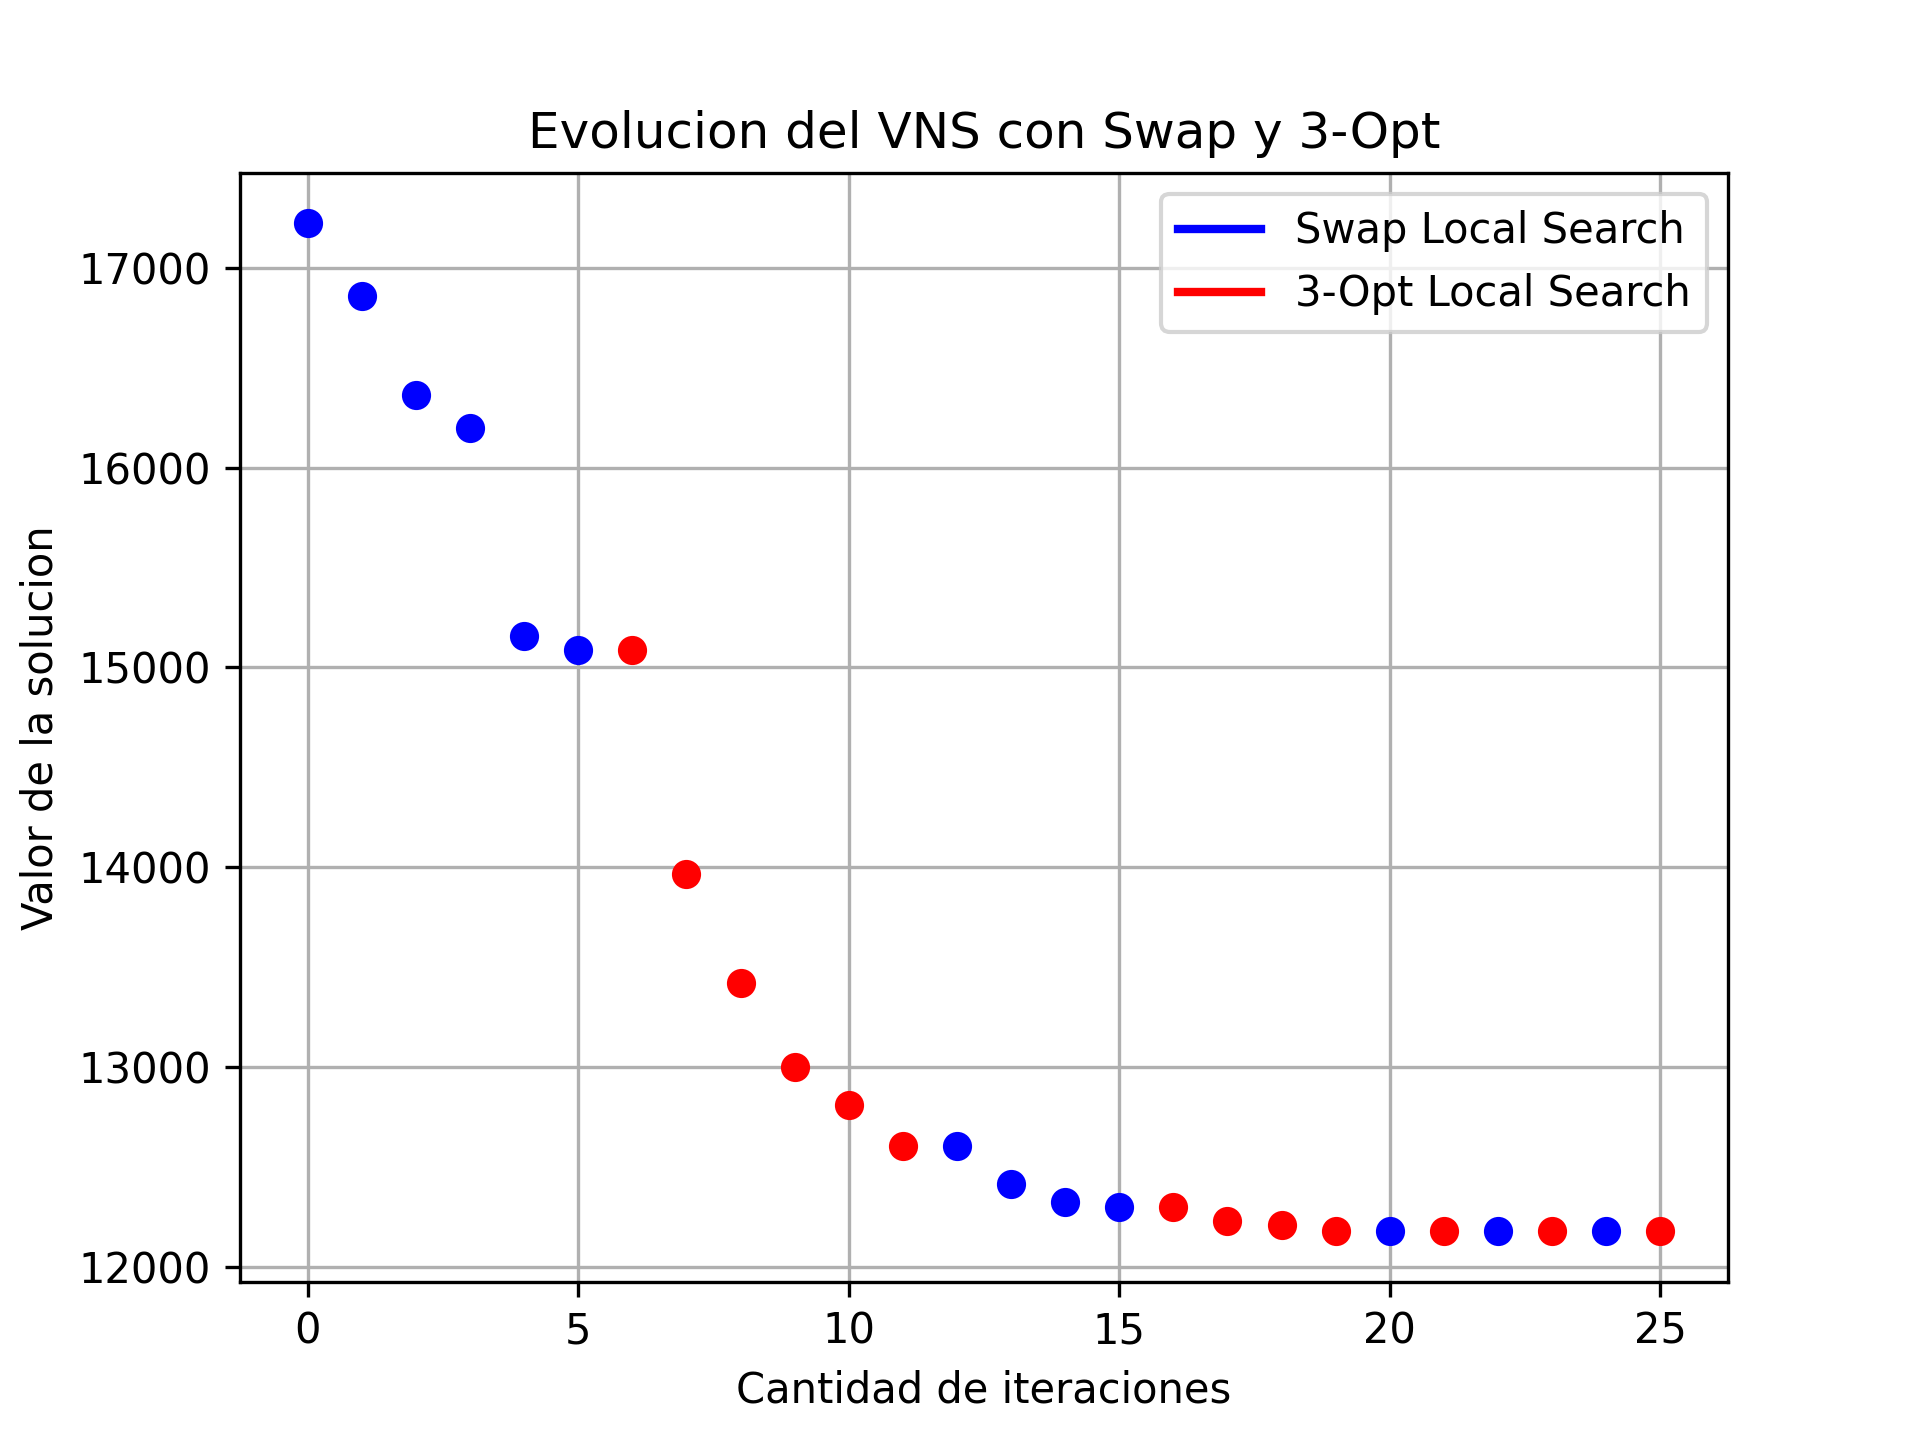 Evolucion del VNS con Swap y 3-Opt
Swap Local Search
3-Opt Local Search
17000
16000
15000
14000
13000
12000
Valor de la solucion
0 5 10 15 20 25
Cantidad de iteraciones